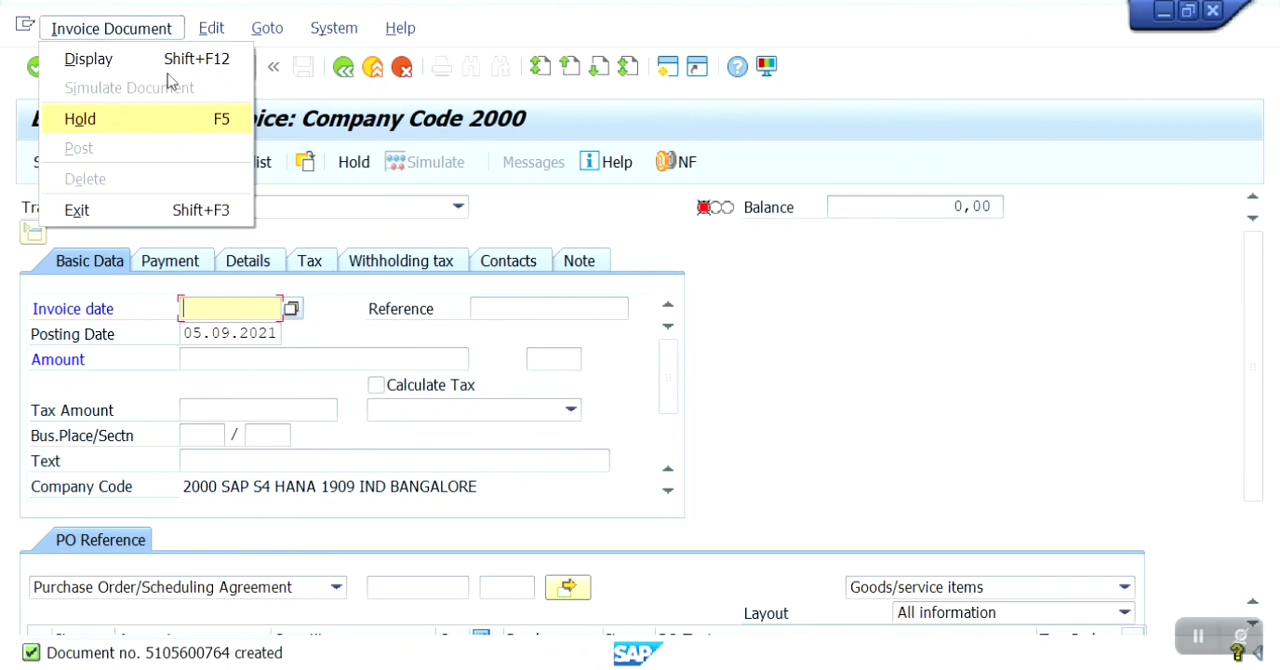 Invoice Document Edit Goto System Help
Display Shift+F12
Simulate Document
Hold F5
Post
Delete
Exit Shift+F3
ice: Company Code 2000
ist Hold Simulate Messages Help NF
Tra Balance 0,00
Basic Data Payment Details Tax Withholding tax Contacts Note
Invoice date Reference
Posting Date 05.09.2021
Amount
Calculate Tax
Tax Amount
Bus.Place/Sectn /
Text
Company Code 2000 SAP S4 HANA 1909 IND BANGALORE
PO Reference
Purchase Order/Scheduling Agreement Goods/service items
Layout All information
Document no. 5105600764 created SAP